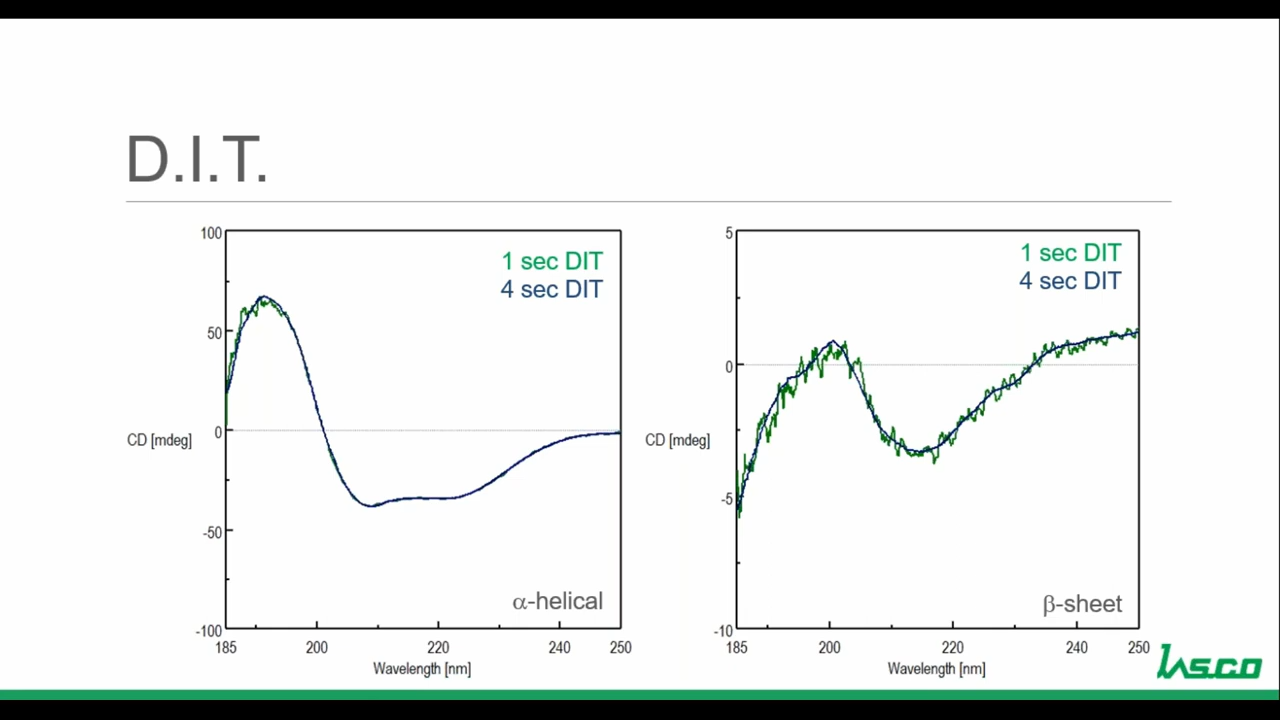 D.I.T.
100
50
0
-50
-100
CD [mdeg]
1 sec DIT
4 sec DIT
α-helical
185
200
220
240
250
Wavelength [nm]
5
0
-5
-10
CD [mdeg]
1 sec DIT
4 sec DIT
β-sheet
185
200
220
240
250
Wavelength [nm]
Jasco